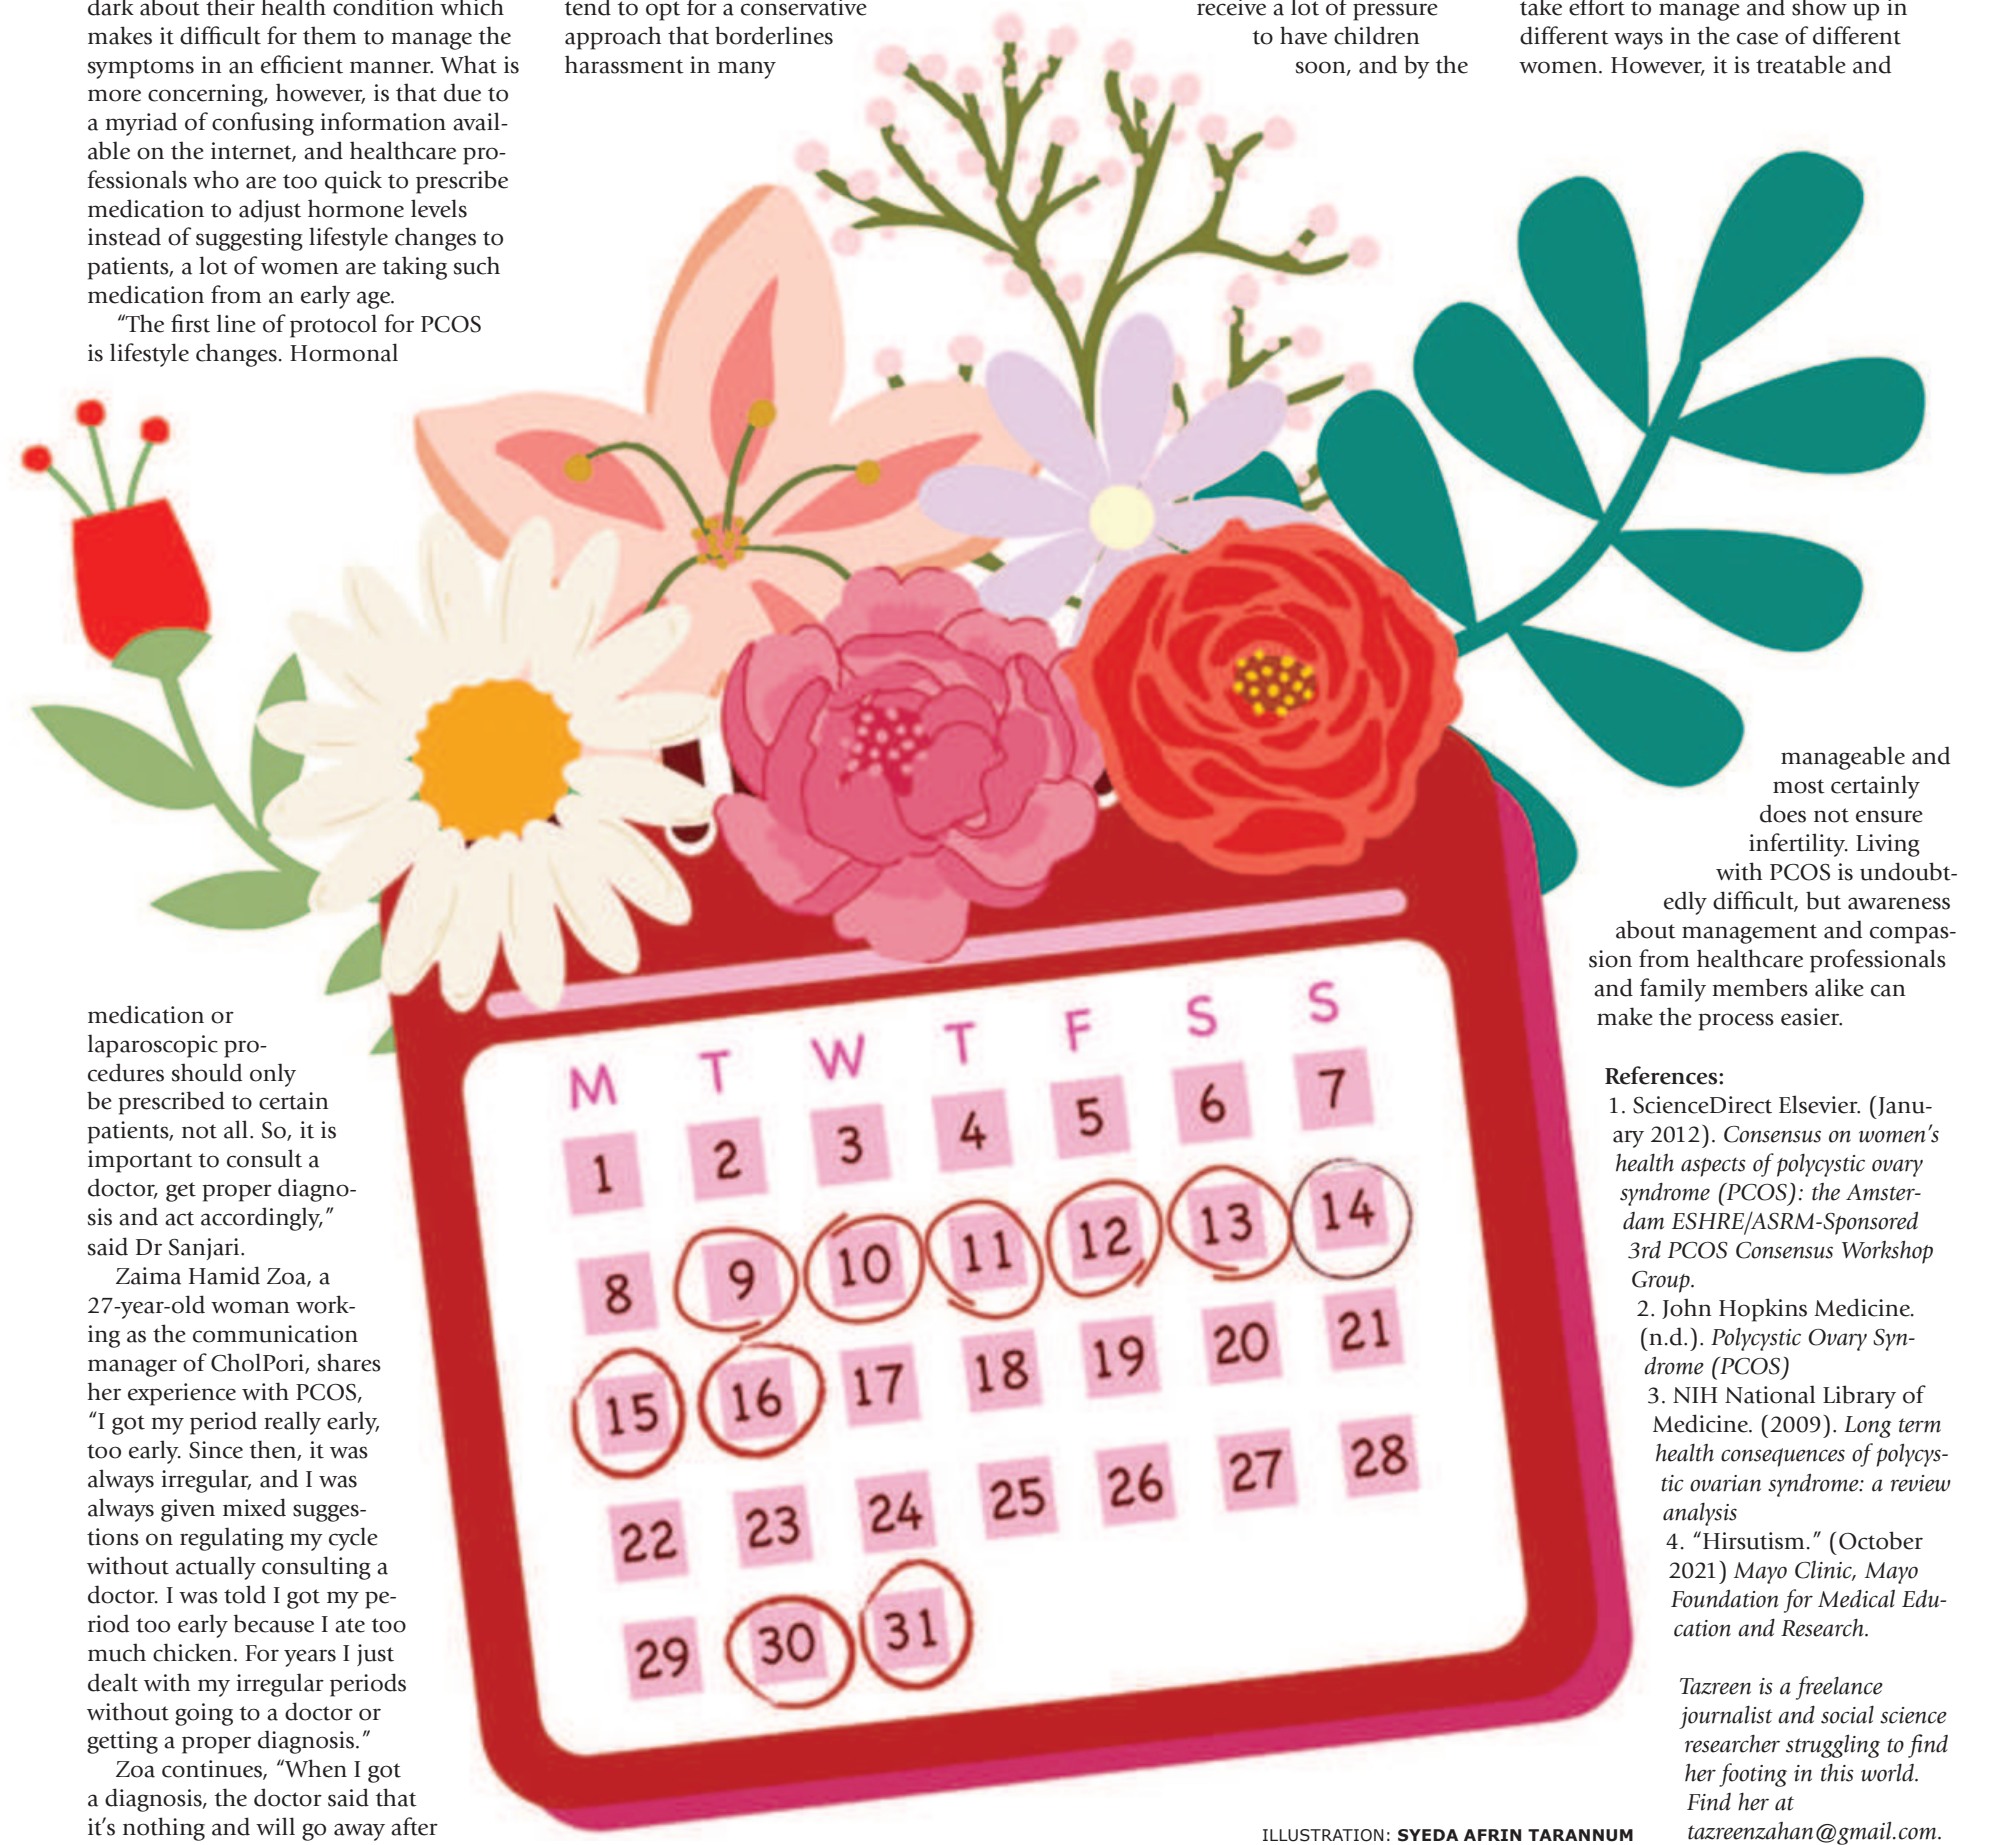 dark about their health condition which
makes it difficult for them to manage the
symptoms in an efficient manner. What is
more concerning, however, is that due to
a myriad of confusing information avail-
able on the internet, and healthcare pro-
fessionals who are too quick to prescribe
medication to adjust hormone levels
instead of suggesting lifestyle changes to
patients, a lot of women are taking such
medication from an early age.
“The first line of protocol for PCOS
is lifestyle changes. Hormonal
medication or
laparoscopic pro-
cedures should only
be prescribed to certain
patients, not all. So, it is
important to consult a
doctor, get proper diagno-
sis and act accordingly,”
said Dr Sanjari.
Zaima Hamid Zoa, a
27-year-old woman work-
ing as the communication
manager of CholPori, shares
her experience with PCOS,
“I got my period really early,
too early. Since then, it was
always irregular, and I was
always given mixed sugges-
tions on regulating my cycle
without actually consulting a
doctor. I was told I got my pe-
riod too early because I ate too
much chicken. For years I just
dealt with my irregular periods
without going to a doctor or
getting a proper diagnosis.”
Zoa continues, “When I got
a diagnosis, the doctor said that
it’s nothing and will go away after
tend to opt for a conservative
approach that borderlines
harassment in many
receive a lot of pressure
to have children
soon, and by the
take effort to manage and show up in
different ways in the case of different
women. However, it is treatable and
manageable and
most certainly
does not ensure
infertility. Living
with PCOS is undoubt-
edly difficult, but awareness
about management and compas-
sion from healthcare professionals
and family members alike can
make the process easier.
References:
1. ScienceDirect Elsevier. (Janu-
ary 2012). Consensus on women’s
health aspects of polycystic ovary
syndrome (PCOS): the Amster-
dam ESHRE/ASRM-Sponsored
3rd PCOS Consensus Workshop
Group.
2. John Hopkins Medicine.
(n.d.). Polycystic Ovary Syn-
drome (PCOS)
3. NIH National Library of
Medicine. (2009). Long term
health consequences of polycys-
tic ovarian syndrome: a review
analysis
4. “Hirsutism.” (October
2021) Mayo Clinic, Mayo
Foundation for Medical Edu-
cation and Research.
Tazreen is a freelance
journalist and social science
researcher struggling to find
her footing in this world.
Find her at
tazreenzahan@gmail.com.
M T W T F S S
1 2 3 4 5 6 7
8 9 10 11 12 13 14
15 16 17 18 19 20 21
22 23 24 25 26 27 28
29 30 31
ILLUSTRATION: SYEDA AFRIN TARANNUM